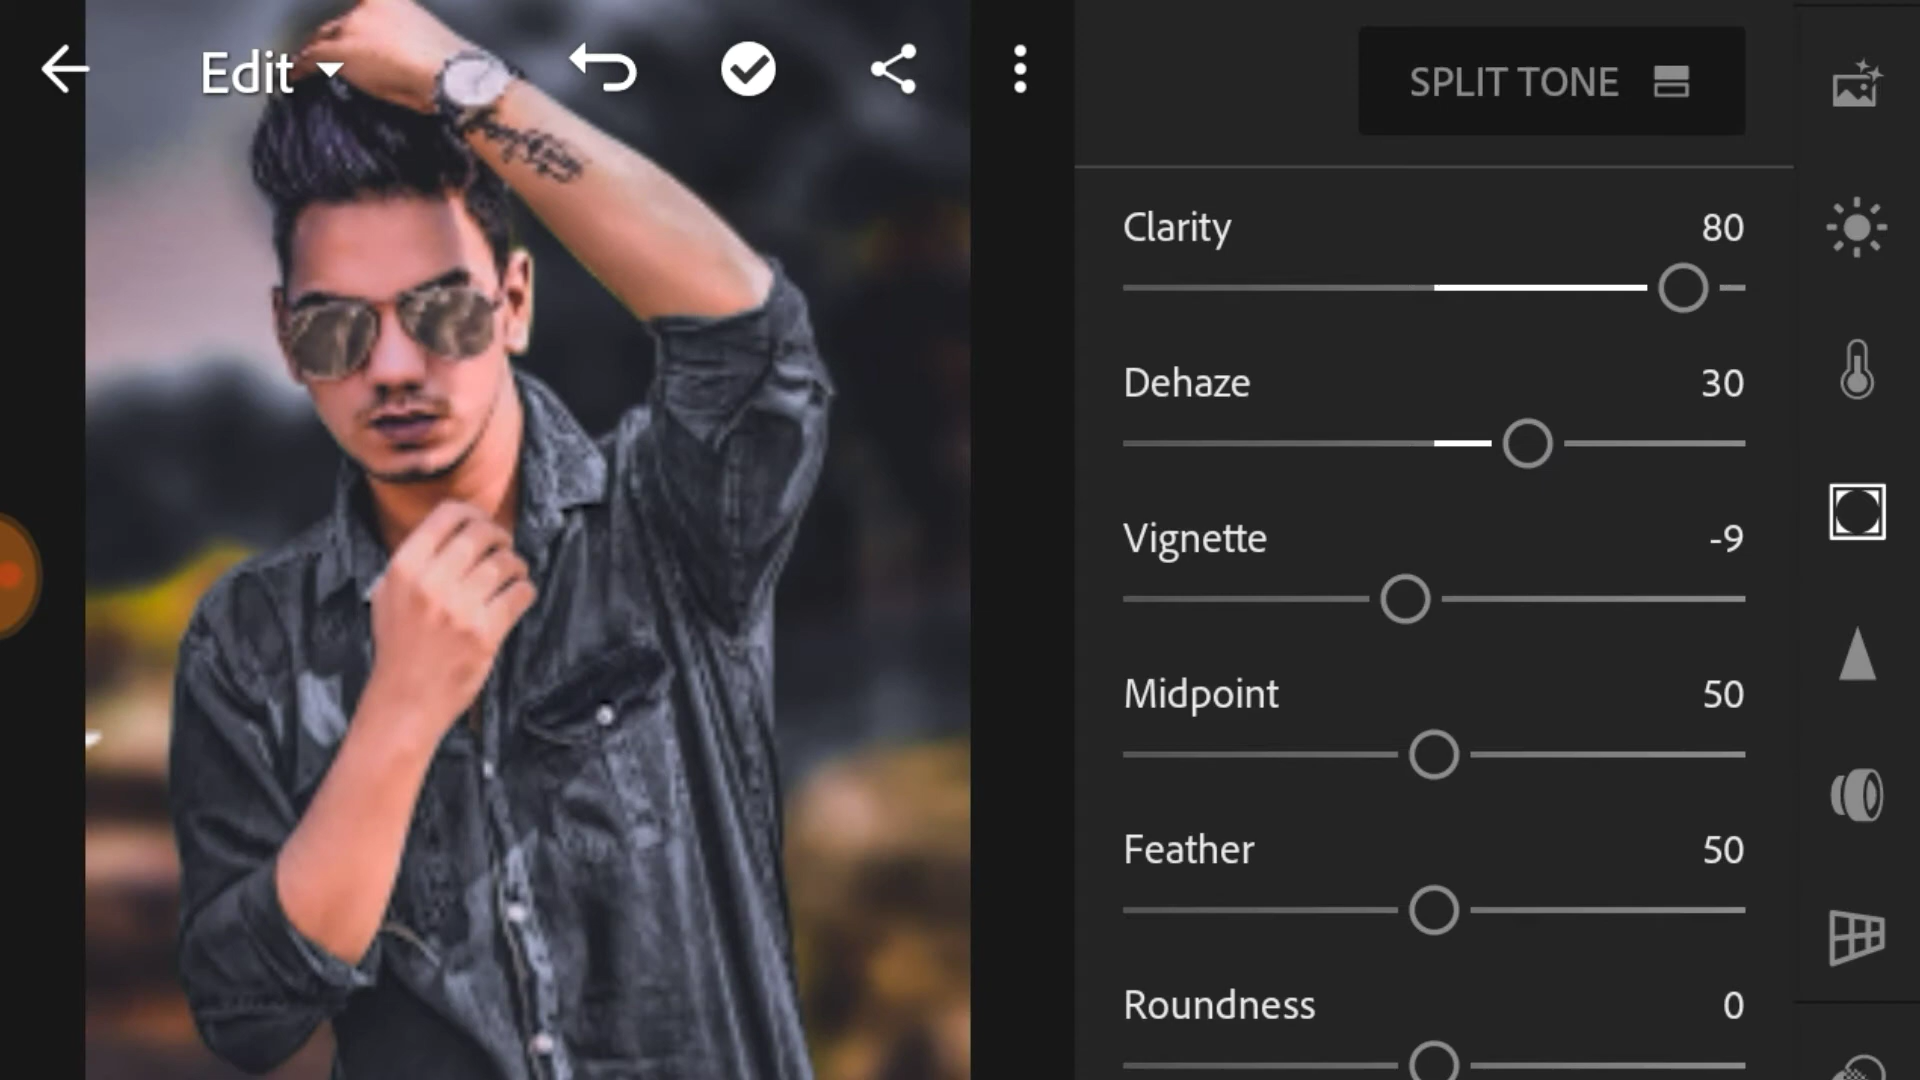 Edit
SPLIT TONE
Clarity 80
Dehaze 30
Vignette -9
Midpoint 50
Feather 50
Roundness 0